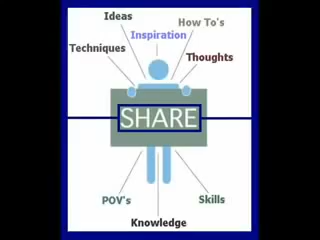 Ideas
How To's
Inspiration
Techniques
Thoughts
SHARE
POV's
Skills
Knowledge